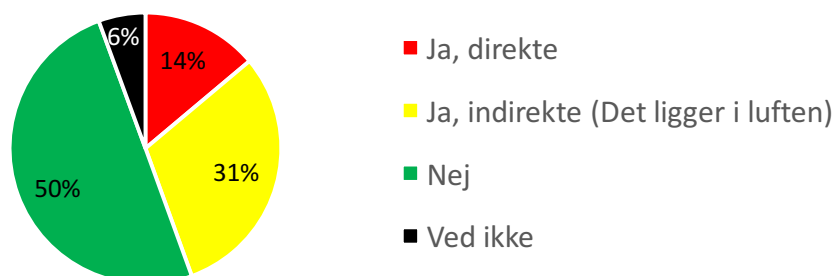 6%
14%
31%
50%
Ja, direkte
Ja, indirekte (Det ligger i luften)
Nej
Ved ikke